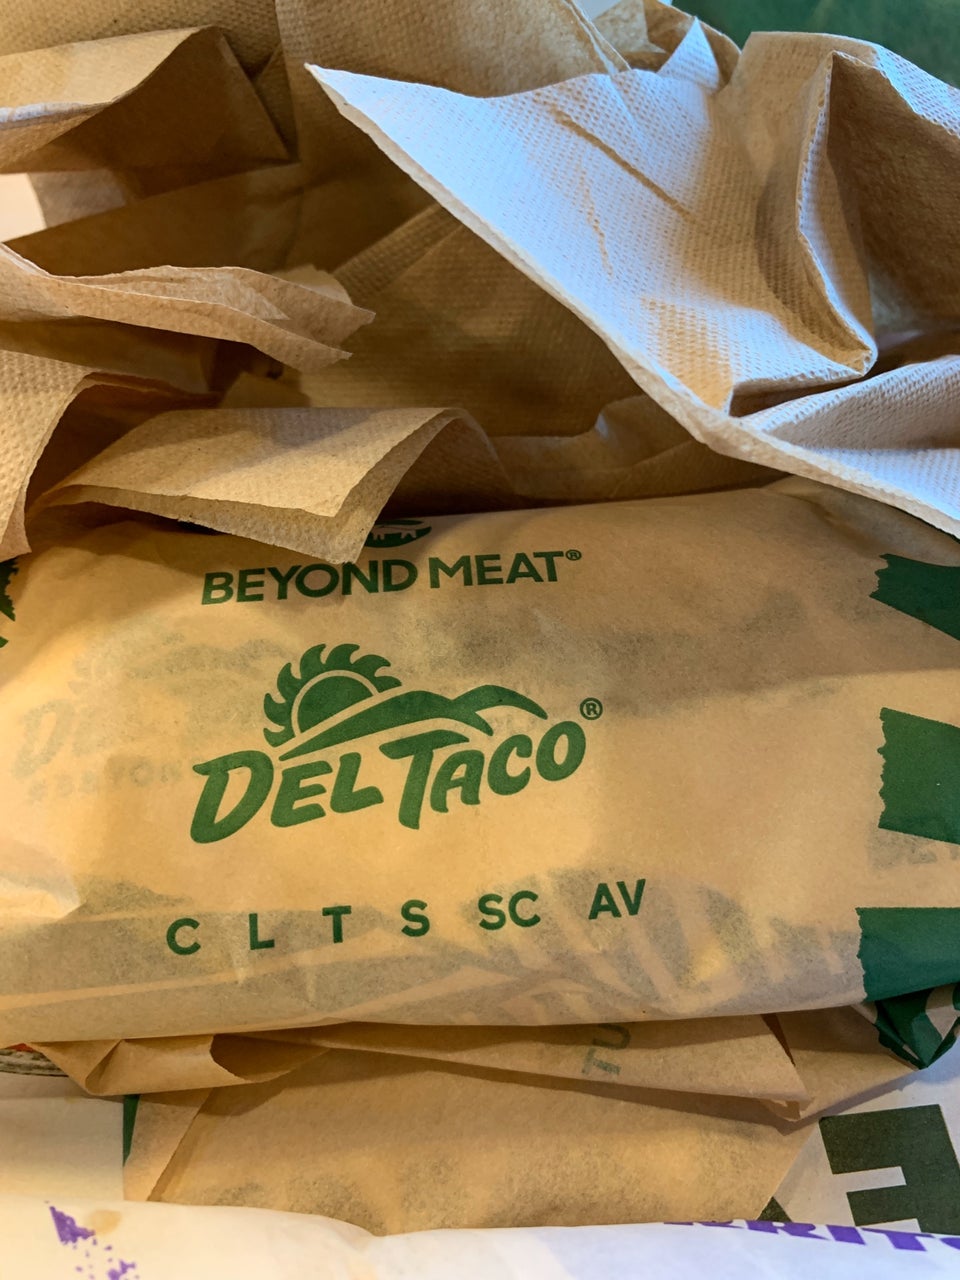 BEYOND MEAT®
DEL TACO®
C L T S SC AV